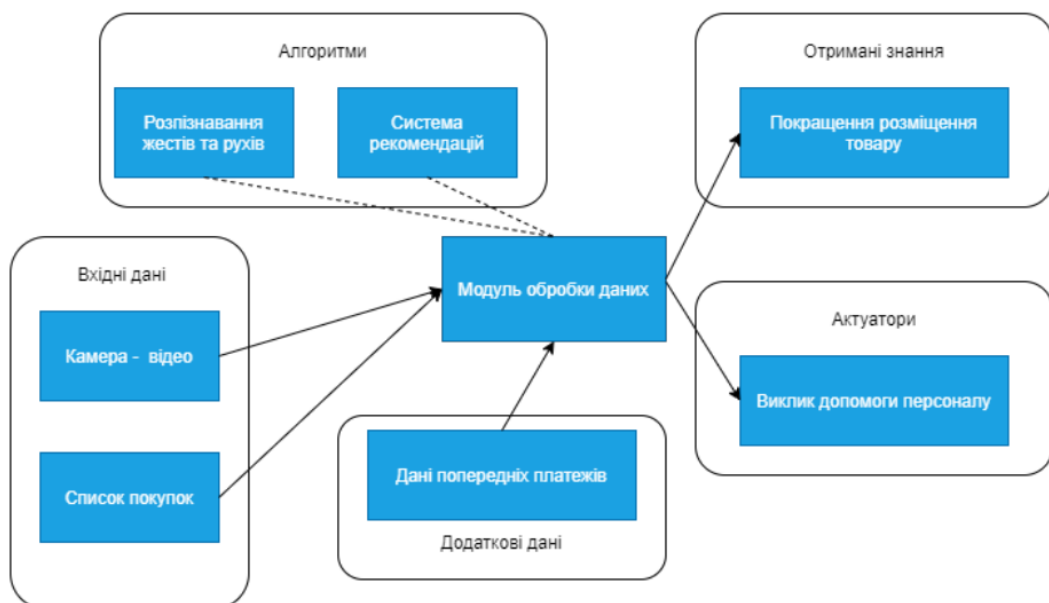 Алгоритми
Розпізнавання
жестів та рухів
Система
рекомендацій
Отримані знання
Покращення розміщення
товару
Вхідні дані
Камера - відео
Список покупок
Модуль обробки даних
Актуатори
Виклик допомоги персоналу
Дані попередніх платежів
Додаткові дані